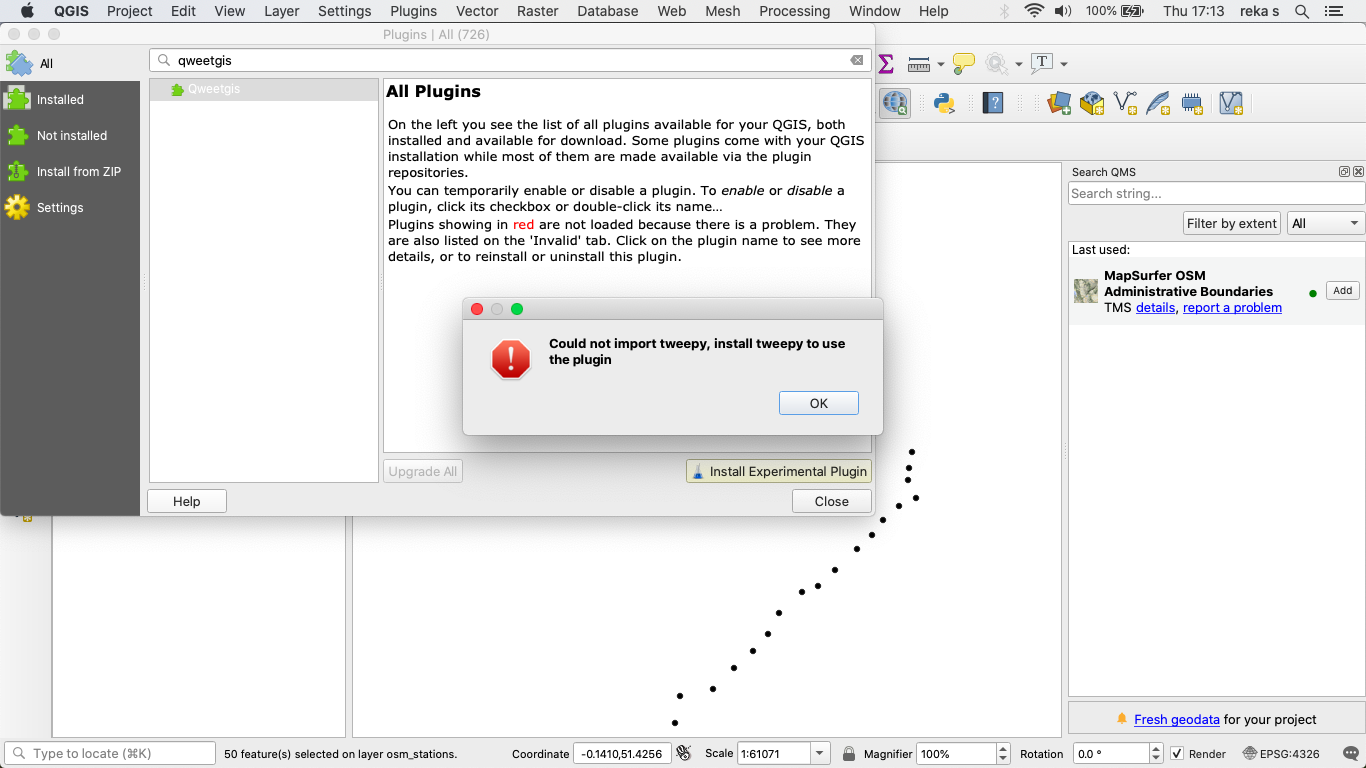 QGIS Project Edit View Layer Settings Plugins Vector Raster Database Web Mesh Processing Window Help 100% Thu 17:13 reka s
Plugins | All (726)
All
qweetgis
Installed
Not installed
Install from ZIP
Settings
Qweetgis
All Plugins
On the left you see the list of all plugins available for your QGIS, both
installed and available for download. Some plugins come with your QGIS
installation while most of them are made available via the plugin
repositories.
You can temporarily enable or disable a plugin. To enable or disable a
plugin, click its checkbox or double-click its name...
Plugins showing in red are not loaded because there is a problem. They
are also listed on the 'Invalid' tab. Click on the plugin name to see more
details, or to reinstall or uninstall this plugin.
Could not import tweepy, install tweepy to use
the plugin
OK
Upgrade All
Install Experimental Plugin
Help
Close
Search QMS
Search string...
Filter by extent
All
Last used:
MapSurfer OSM
Administrative Boundaries
TMS details, report a problem
Add
Fresh geodata for your project
Type to locate (⌘K)
50 feature(s) selected on layer osm_stations.
Coordinate -0.1410,51.4256
Scale 1:61071
Magnifier 100%
Rotation 0.0 °
Render
EPSG:4326